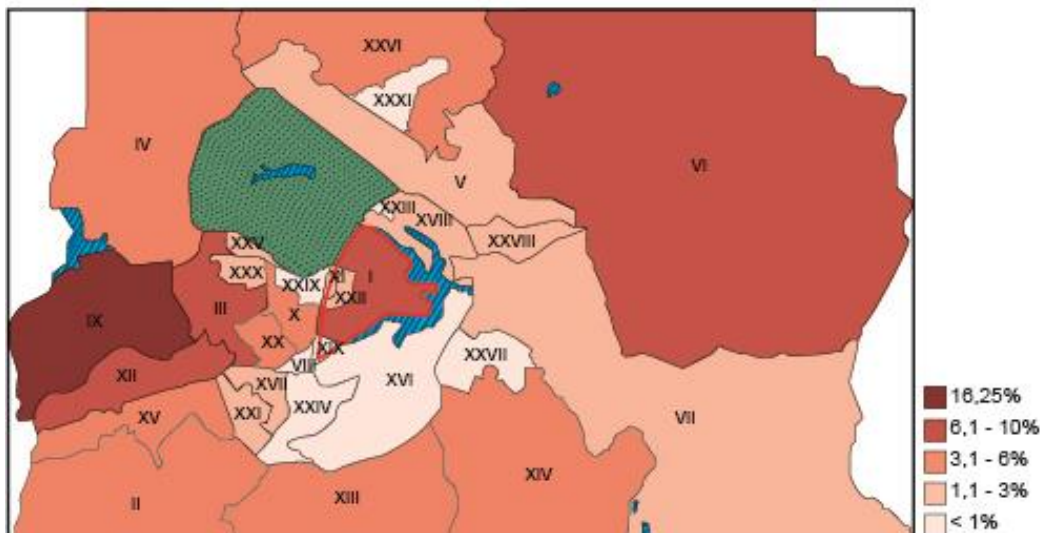 XXVI
XXXI
IV
VI
V
XXIII
XVIII
XXVIII
XXV
XXX
XXIX
XI
I
XXII
III
X
IX
XX
XIX
VIII
XXVII
XII
XVI
XVII
XXIV
XXI
XV
VII
XIV
XIII
II
16,25%
6,1 - 10%
3,1 - 6%
1,1 - 3%
< 1%